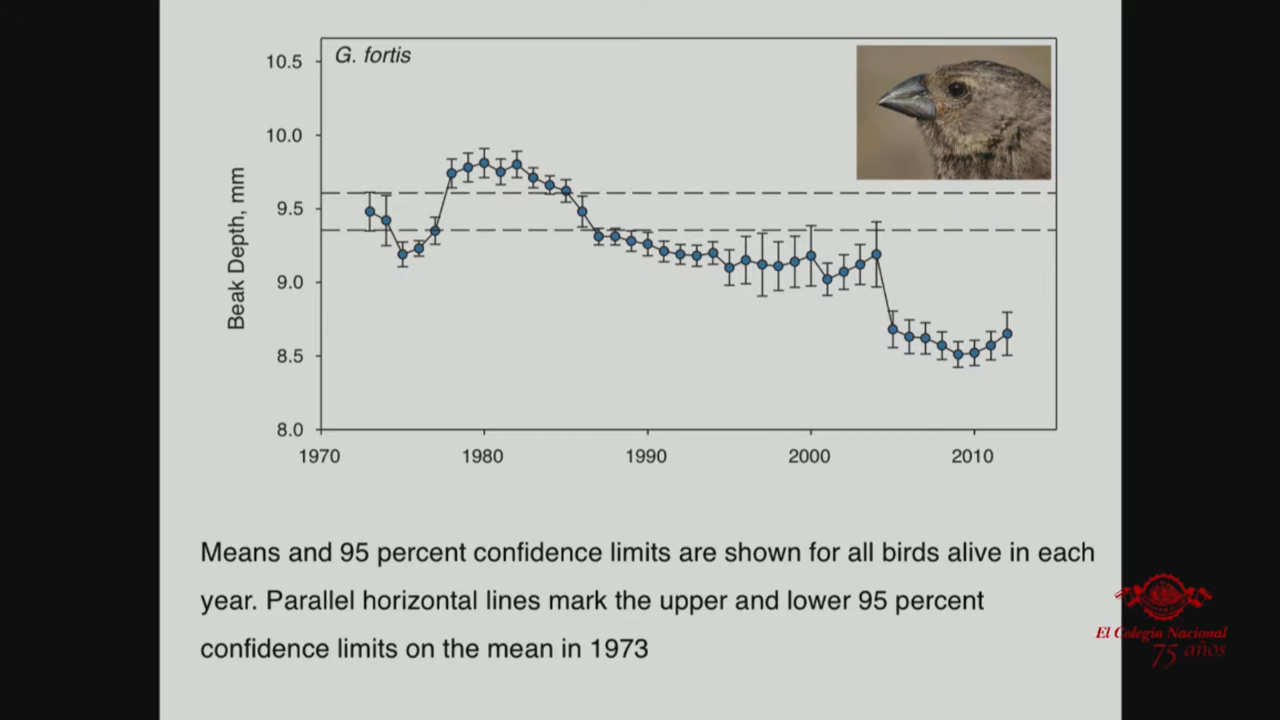 G. fortis
10.5
10.0
9.5
9.0
8.5
8.0
Beak Depth, mm
1970 1980 1990 2000 2010
Means and 95 percent confidence limits are shown for all birds alive in each
year. Parallel horizontal lines mark the upper and lower 95 percent
confidence limits on the mean in 1973
El Colegio Nacional
75 años